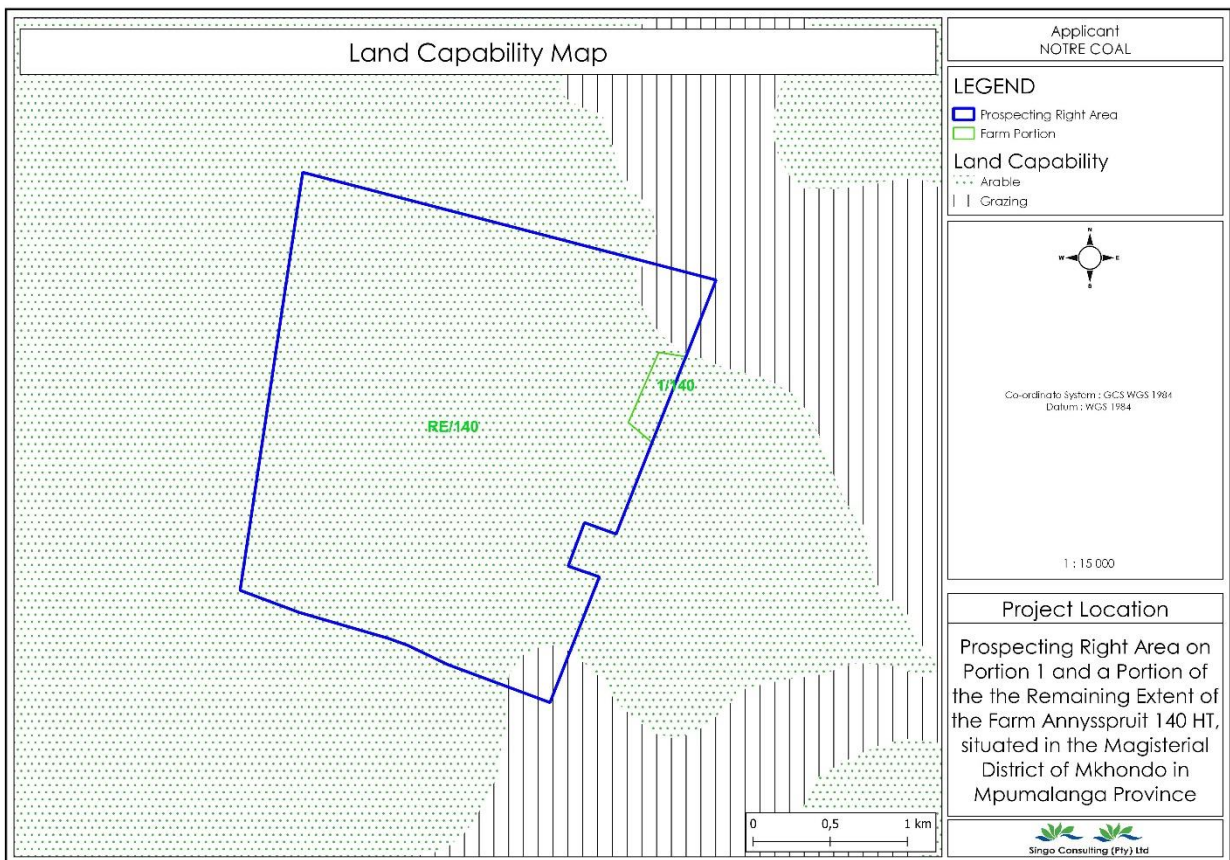 Land Capability Map
RE/140
1/140
0 0,5 1 km
Applicant
NOTRE COAL
LEGEND
Prospecting Right Area
Farm Portion
Land Capability
Arable
Grazing
N
W E
S
Co-ordinate System : GCS WGS 1984
Datum : WGS 1984
1 : 15 000
Project Location
Prospecting Right Area on
Portion 1 and a Portion of
the the Remaining Extent of
the Farm Annysspruit 140 HT,
situated in the Magisterial
District of Mkhondo in
Mpumalanga Province
Singo Consulting (Pty) Ltd